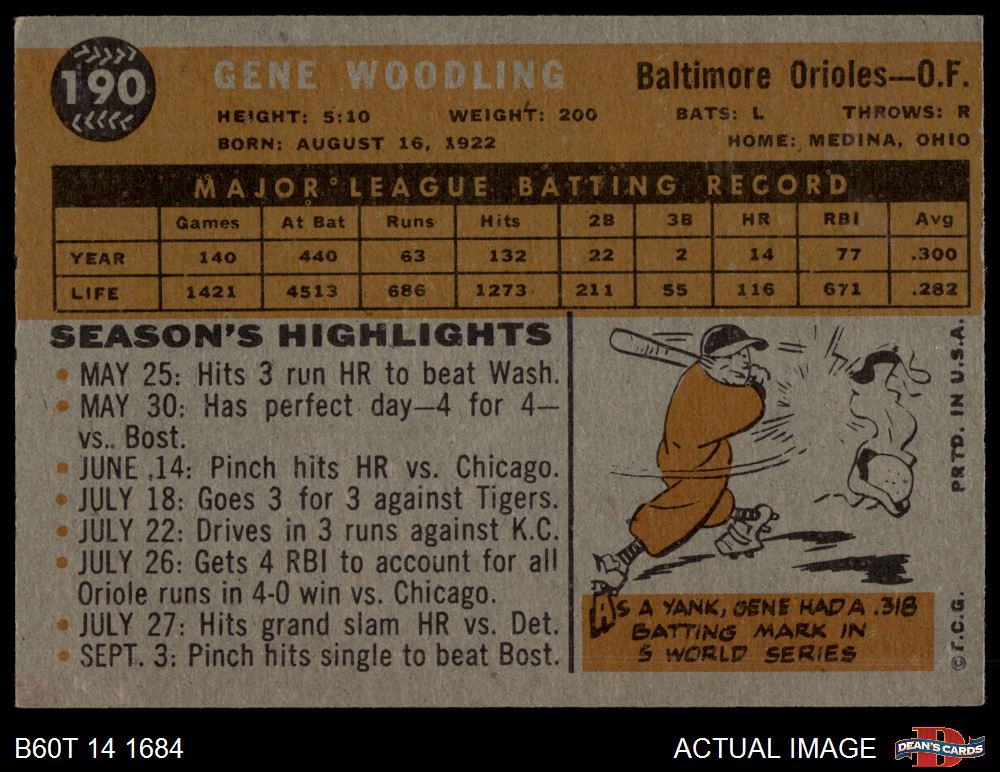 190
GENE WOODLING
Baltimore Orioles—O.F.
HEIGHT: 5:10 WEIGHT: 200 BATS: L THROWS: R
BORN: AUGUST 16, 1922 HOME: MEDINA, OHIO
MAJOR LEAGUE BATTING RECORD
Games At Bat Runs Hits 2B 3B HR RBI Avg
YEAR 140 440 63 132 22 2 14 77 .300
LIFE 1421 4513 686 1273 211 55 116 671 .282
SEASON'S HIGHLIGHTS
• MAY 25: Hits 3 run HR to beat Wash.
• MAY 30: Has perfect day—4 for 4—
vs.. Bost.
• JUNE 14: Pinch hits HR vs. Chicago.
• JULY 18: Goes 3 for 3 against Tigers.
• JULY 22: Drives in 3 runs against K.C.
• JULY 26: Gets 4 RBI to account for all
Oriole runs in 4-0 win vs. Chicago.
• JULY 27: Hits grand slam HR vs. Det.
• SEPT. 3: Pinch hits single to beat Bost.
AS A YANK, GENE HAD A .318
BATTING MARK IN
5 WORLD SERIES
©T.C.G. PRTD. IN U.S.A.
B60T 14 1684
ACTUAL IMAGE
D
DEAN'S CARDS